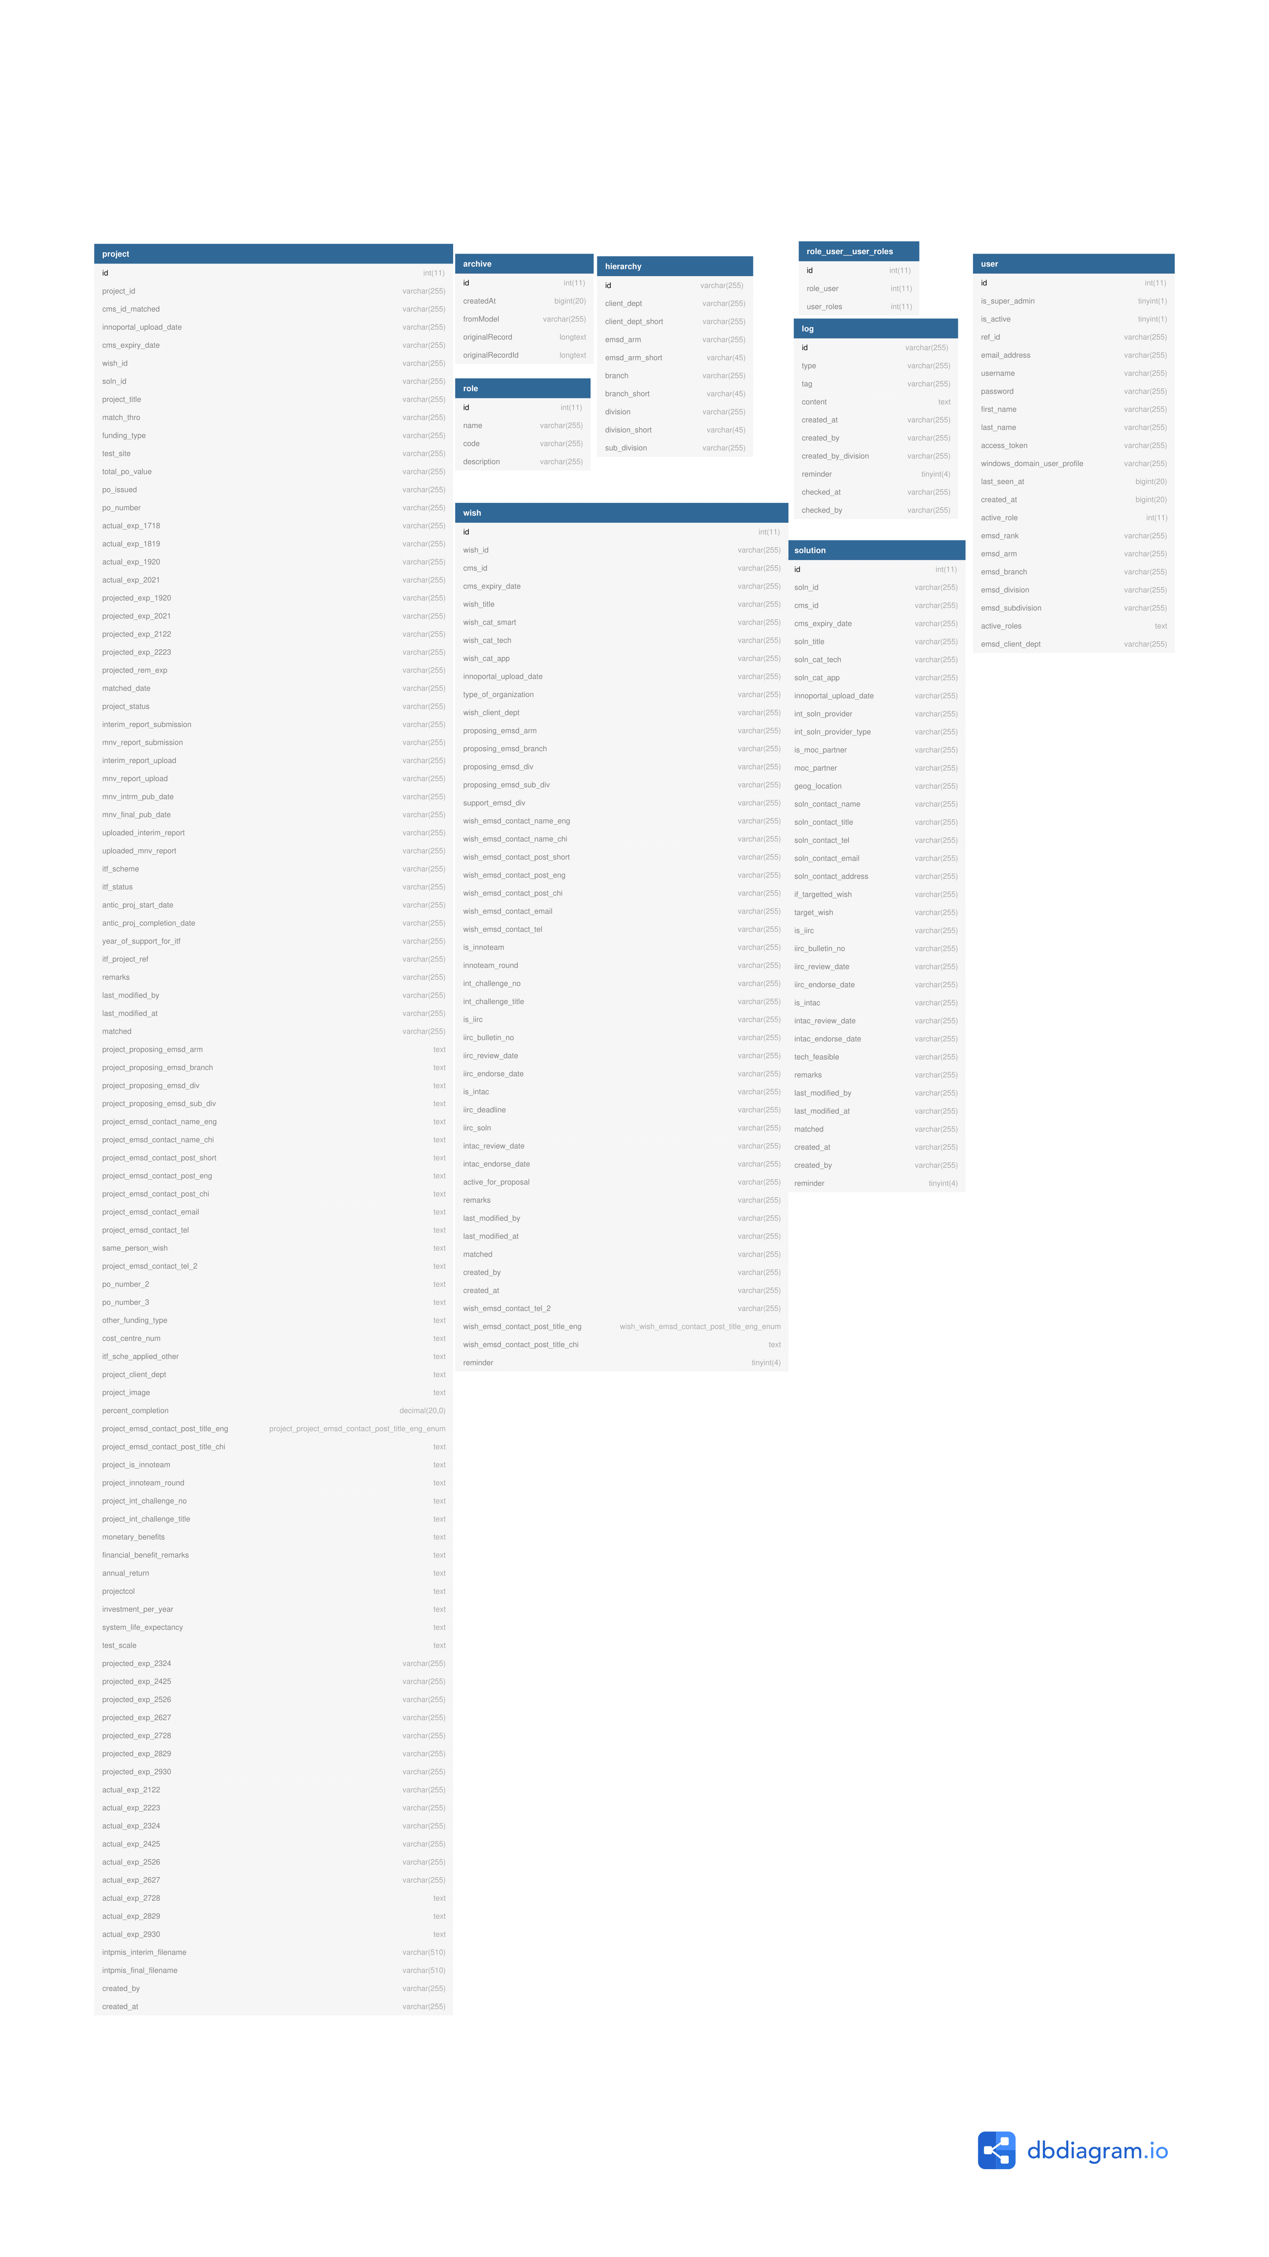 project
id int(11)
project_id varchar(255)
cms_id_matched varchar(255)
innoportal_upload_date varchar(255)
cms_expiry_date varchar(255)
wish_id varchar(255)
soln_id varchar(255)
project_title varchar(255)
match_thro varchar(255)
funding_type varchar(255)
test_site varchar(255)
total_po_value varchar(255)
po_issued varchar(255)
po_number varchar(255)
actual_exp_1718 varchar(255)
actual_exp_1819 varchar(255)
actual_exp_1920 varchar(255)
actual_exp_2021 varchar(255)
projected_exp_1920 varchar(255)
projected_exp_2021 varchar(255)
projected_exp_2122 varchar(255)
projected_exp_2223 varchar(255)
projected_rem_exp varchar(255)
matched_date varchar(255)
project_status varchar(255)
interim_report_submission varchar(255)
mnv_report_submission varchar(255)
interim_report_upload varchar(255)
mnv_report_upload varchar(255)
mnv_intrm_pub_date varchar(255)
mnv_final_pub_date varchar(255)
uploaded_interim_report varchar(255)
uploaded_mnv_report varchar(255)
itf_scheme varchar(255)
itf_status varchar(255)
antic_proj_start_date varchar(255)
antic_proj_completion_date varchar(255)
year_of_support_for_itf varchar(255)
itf_project_ref varchar(255)
remarks varchar(255)
last_modified_by varchar(255)
last_modified_at varchar(255)
matched varchar(255)
project_proposing_emsd_arm text
project_proposing_emsd_branch text
project_proposing_emsd_div text
project_proposing_emsd_sub_div text
project_emsd_contact_name_eng text
project_emsd_contact_name_chi text
project_emsd_contact_post_short text
project_emsd_contact_post_eng text
project_emsd_contact_post_chi text
project_emsd_contact_email text
project_emsd_contact_tel text
same_person_wish text
project_emsd_contact_tel_2 text
po_number_2 text
po_number_3 text
other_funding_type text
cost_centre_num text
itf_sche_applied_other text
project_client_dept text
project_image text
percent_completion decimal(20,0)
project_emsd_contact_post_title_eng project_project_emsd_contact_post_title_eng_enum
project_emsd_contact_post_title_chi text
project_is_innoteam text
project_innoteam_round text
project_int_challenge_no text
project_int_challenge_title text
monetary_benefits text
financial_benefit_remarks text
annual_return text
projectcol text
investment_per_year text
system_life_expectancy text
test_scale text
projected_exp_2324 varchar(255)
projected_exp_2425 varchar(255)
projected_exp_2526 varchar(255)
projected_exp_2627 varchar(255)
projected_exp_2728 varchar(255)
projected_exp_2829 varchar(255)
projected_exp_2930 varchar(255)
actual_exp_2122 varchar(255)
actual_exp_2223 varchar(255)
actual_exp_2324 varchar(255)
actual_exp_2425 varchar(255)
actual_exp_2526 varchar(255)
actual_exp_2627 varchar(255)
actual_exp_2728 text
actual_exp_2829 text
actual_exp_2930 text
intpmis_interim_filename varchar(510)
intpmis_final_filename varchar(510)
created_by varchar(255)
created_at varchar(255)
archive
id int(11)
createdAt bigint(20)
fromModel varchar(255)
originalRecord longtext
originalRecordId longtext
role
id int(11)
name varchar(255)
code varchar(255)
description varchar(255)
hierarchy
id varchar(255)
client_dept varchar(255)
client_dept_short varchar(255)
emsd_arm varchar(255)
emsd_arm_short varchar(45)
branch varchar(255)
branch_short varchar(45)
division varchar(255)
division_short varchar(45)
sub_division varchar(255)
wish
id int(11)
wish_id varchar(255)
cms_id varchar(255)
cms_expiry_date varchar(255)
wish_title varchar(255)
wish_cat_smart varchar(255)
wish_cat_tech varchar(255)
wish_cat_app varchar(255)
innoportal_upload_date varchar(255)
type_of_organization varchar(255)
wish_client_dept varchar(255)
proposing_emsd_arm varchar(255)
proposing_emsd_branch varchar(255)
proposing_emsd_div varchar(255)
proposing_emsd_sub_div varchar(255)
support_emsd_div varchar(255)
wish_emsd_contact_name_eng varchar(255)
wish_emsd_contact_name_chi varchar(255)
wish_emsd_contact_post_short varchar(255)
wish_emsd_contact_post_eng varchar(255)
wish_emsd_contact_post_chi varchar(255)
wish_emsd_contact_email varchar(255)
wish_emsd_contact_tel varchar(255)
is_innoteam varchar(255)
innoteam_round varchar(255)
int_challenge_no varchar(255)
int_challenge_title varchar(255)
is_iirc varchar(255)
iirc_bulletin_no varchar(255)
iirc_review_date varchar(255)
iirc_endorse_date varchar(255)
is_intac varchar(255)
iirc_deadline varchar(255)
iirc_soln varchar(255)
intac_review_date varchar(255)
intac_endorse_date varchar(255)
active_for_proposal varchar(255)
remarks varchar(255)
last_modified_by varchar(255)
last_modified_at varchar(255)
matched varchar(255)
created_by varchar(255)
created_at varchar(255)
wish_emsd_contact_tel_2 varchar(255)
wish_emsd_contact_post_title_eng wish_wish_emsd_contact_post_title_eng_enum
wish_emsd_contact_post_title_chi text
reminder tinyint(4)
role_user__user_roles
id int(11)
role_user int(11)
user_roles int(11)
log
id varchar(255)
type varchar(255)
tag varchar(255)
content text
created_at varchar(255)
created_by varchar(255)
created_by_division varchar(255)
reminder tinyint(4)
checked_at varchar(255)
checked_by varchar(255)
solution
id int(11)
soln_id varchar(255)
cms_id varchar(255)
cms_expiry_date varchar(255)
soln_title varchar(255)
soln_cat_tech varchar(255)
soln_cat_app varchar(255)
innoportal_upload_date varchar(255)
int_soln_provider varchar(255)
int_soln_provider_type varchar(255)
is_moc_partner varchar(255)
moc_partner varchar(255)
geog_location varchar(255)
soln_contact_name varchar(255)
soln_contact_title varchar(255)
soln_contact_tel varchar(255)
soln_contact_email varchar(255)
soln_contact_address varchar(255)
if_targetted_wish varchar(255)
target_wish varchar(255)
is_iirc varchar(255)
iirc_bulletin_no varchar(255)
iirc_review_date varchar(255)
iirc_endorse_date varchar(255)
is_intac varchar(255)
intac_review_date varchar(255)
intac_endorse_date varchar(255)
tech_feasible varchar(255)
remarks varchar(255)
last_modified_by varchar(255)
last_modified_at varchar(255)
matched varchar(255)
created_at varchar(255)
created_by varchar(255)
reminder tinyint(4)
user
id int(11)
is_super_admin tinyint(1)
is_active tinyint(1)
ref_id varchar(255)
email_address varchar(255)
username varchar(255)
password varchar(255)
first_name varchar(255)
last_name varchar(255)
access_token varchar(255)
windows_domain_user_profile varchar(255)
last_seen_at bigint(20)
created_at bigint(20)
active_role int(11)
emsd_rank varchar(255)
emsd_arm varchar(255)
emsd_branch varchar(255)
emsd_division varchar(255)
emsd_subdivision varchar(255)
active_roles text
emsd_client_dept varchar(255)
dbdiagram.io